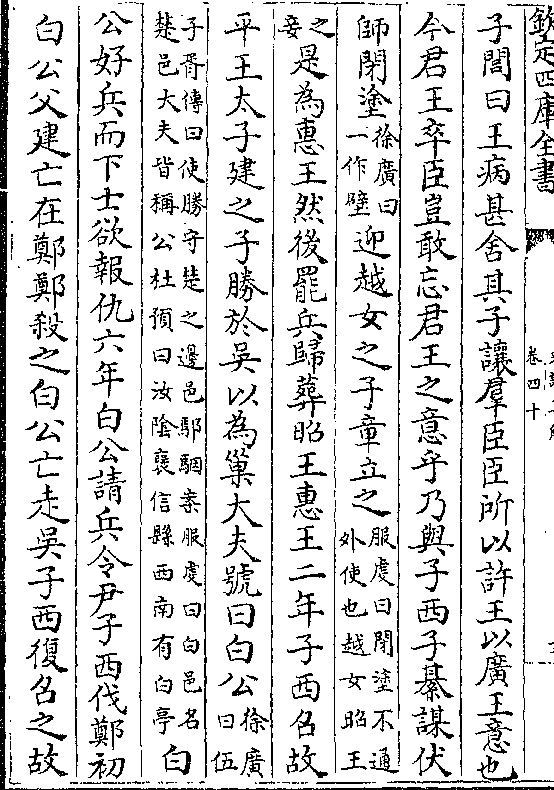 欽定四庫全書
卷四十
子閭曰王病甚舍其子讓羣臣臣所以許王以廣王意也
今君王卒臣豈敢忘君王之意乎乃與子西子綦謀伏
師閉塗徐廣曰一作壁迎越女之子章立之服虔曰閉塗不通外使也越女昭王
之妾是為惠王然後罷兵歸葬昭王惠王二年子西召故
平王太子建之子勝於吳以為巢大夫號曰白公徐廣曰伍
子胥傳曰使勝守楚之邊邑鄢駰案服虔曰白邑名楚邑大夫皆稱公杜預曰汝陰襃信縣西南有白亭白
公好兵而下士欲報仇六年白公請兵令尹子西伐鄭初
白公父建亡在鄭鄭殺之白公亡走吳子西復召之故